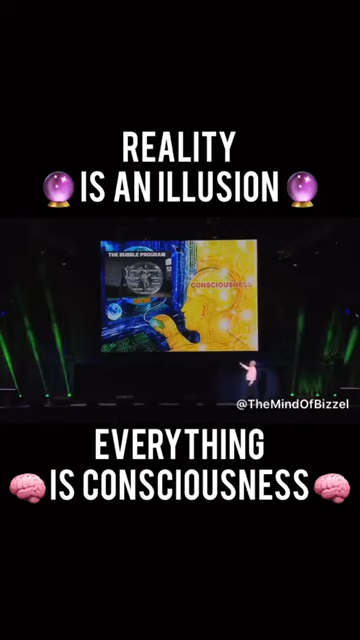 REALITY
IS AN ILLUSION
THE BUBBLE PROGRAM
CONSCIOUSNESS
@TheMindOfBizzel
EVERYTHING
IS CONSCIOUSNESS